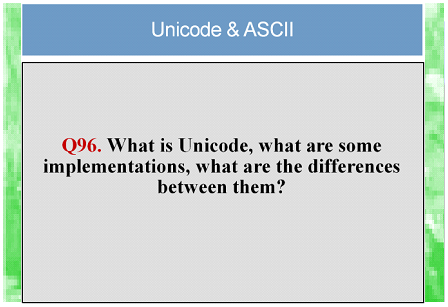 Unicode & ASCII
Q96. What is Unicode, what are some
implementations, what are the differences
between them?